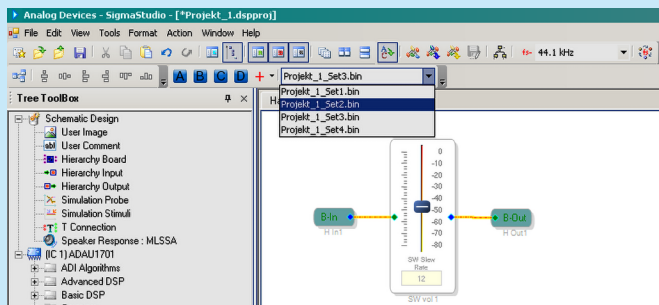 Analog Devices - SigmaStudio - [*Projekt_1.dspproj]
File Edit View Tools Format Action Window Help
fs= 44.1 kHz
A B C D Projekt_1_Set3.bin
Projekt_1_Set1.bin
Projekt_1_Set2.bin
Projekt_1_Set3.bin
Projekt_1_Set4.bin
Tree ToolBox
Schematic Design
User Image
abl User Comment
Hierarchy Board
Hierarchy Input
Hierarchy Output
Simulation Probe
Simulation Stimuli
T Connection
Speaker Response : MLSSA
(IC 1) ADAU1701
ADI Algorithms
Advanced DSP
Basic DSP
0
-10
-20
-30
-40
-50
-60
-70
-80
B-In
H In1
B-Out
H Out1
SW Slew
Rate
12
SW vol 1